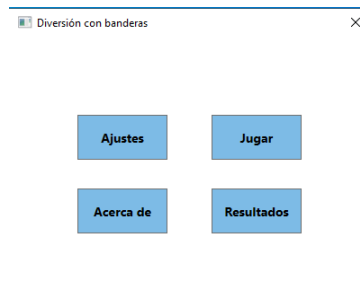 Diversión con banderas
Ajustes
Jugar
Acerca de
Resultados